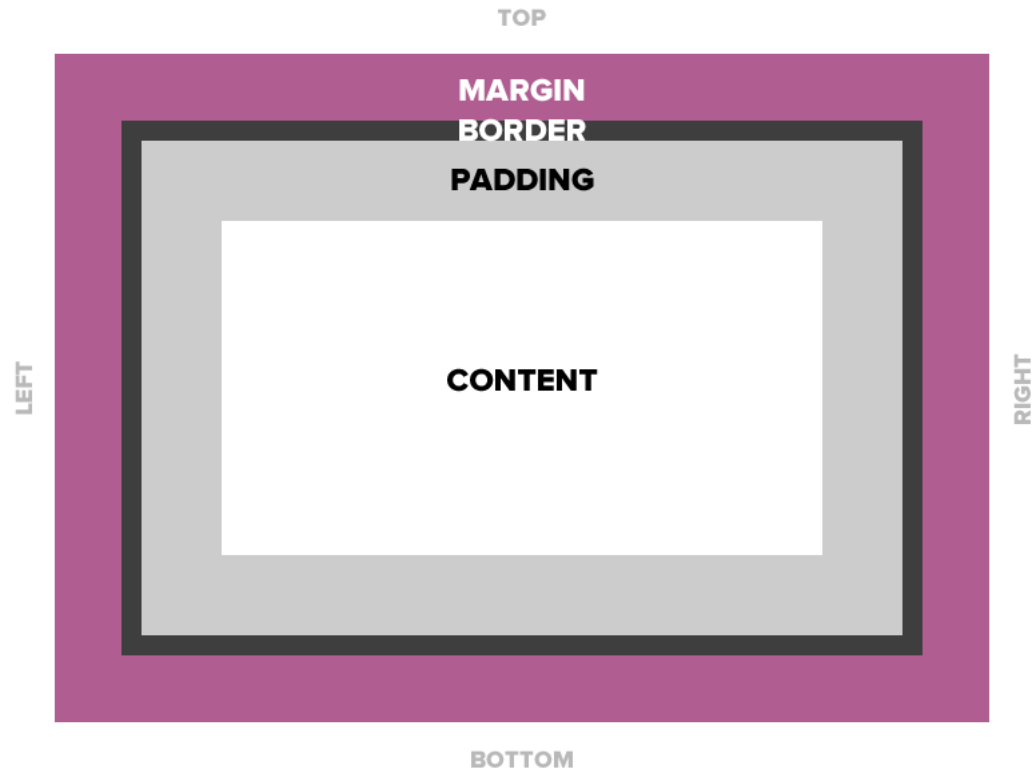 TOP
MARGIN
BORDER
PADDING
LEFT
CONTENT
RIGHT
BOTTOM